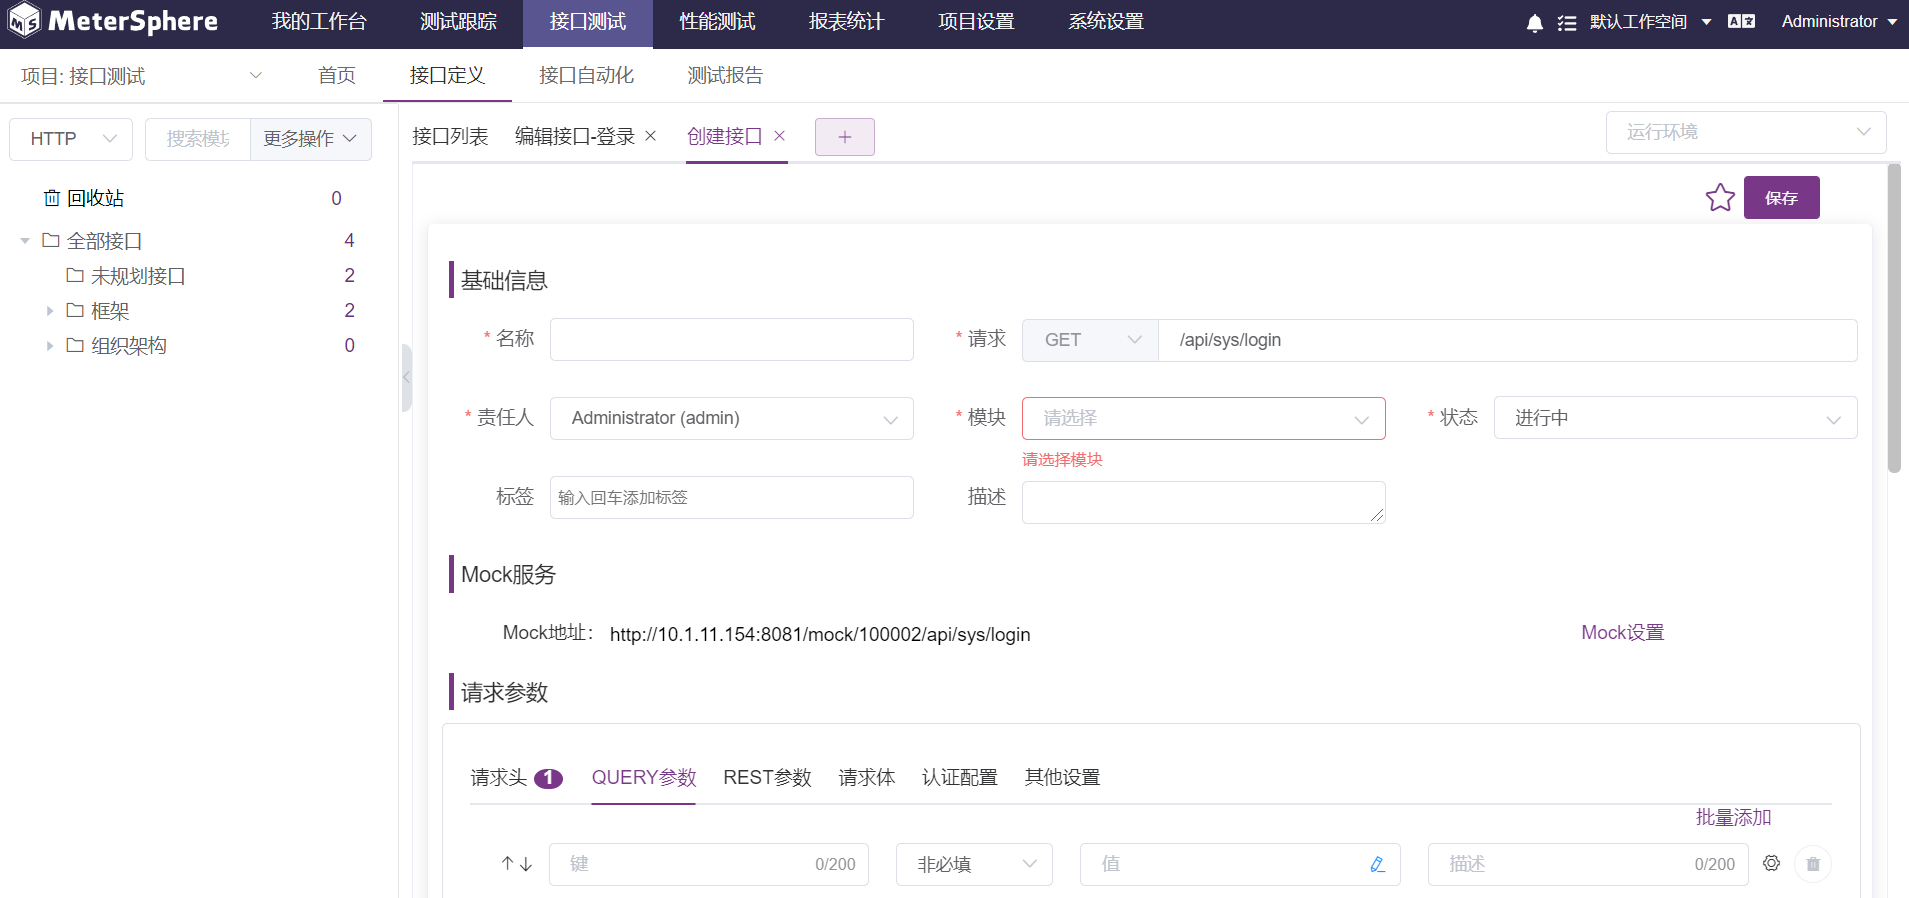 MeterSphere 我的工作台 测试跟踪 接口测试 性能测试 报表统计 项目设置 系统设置 默认工作空间 Administrator
项目: 接口测试 首页 接口定义 接口自动化 测试报告
HTTP 搜索模块 更多操作
接口列表 编辑接口-登录 创建接口 + 运行环境
回收站 0
全部接口 4
未规划接口 2
框架 2
组织架构 0
保存
基础信息
* 名称
* 请求 GET /api/sys/login
* 责任人 Administrator (admin)
* 模块 请选择
* 状态 进行中
请选择模块
标签 输入回车添加标签
描述
Mock服务
Mock地址: http://10.1.11.154:8081/mock/100002/api/sys/login Mock设置
请求参数
请求头 1 QUERY参数 REST参数 请求体 认证配置 其他设置
批量添加
键 0/200 非必填 值 描述 0/200